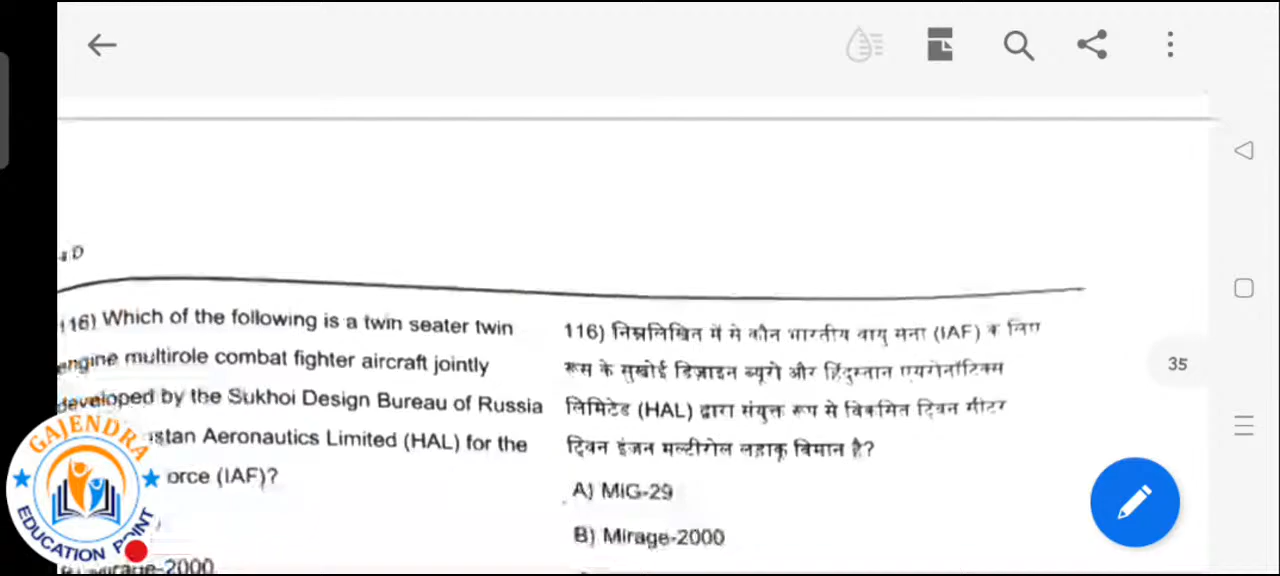 116) Which of the following is a twin seater twin
engine multirole combat fighter aircraft jointly
developed by the Sukhoi Design Bureau of Russia
Aeronautics Limited (HAL) for the
(IAF)?
116) निम्नलिखित में से कौन भारतीय वायु सेना (IAF) के लिए
रूस के सुखोई डिज़ाइन ब्यूरो और हिंदुस्तान एयरोनॉटिक्स
लिमिटेड (HAL) द्वारा संयुक्त रूप से विकसित ट्विन सीटर
ट्विन इंजन मल्टीरोल लड़ाकू विमान है?
A) MiG-29
B) Mirage-2000
35
GAJENDRA
EDUCATION POINT